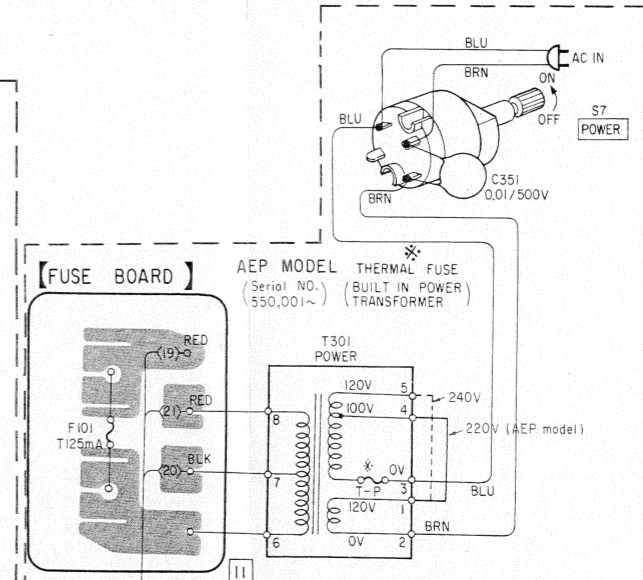 BLU
AC IN
BRN
ON
OFF
S7
POWER
BLU
C351
0.01/500V
BRN
※
【FUSE BOARD】
AEP MODEL
(Serial NO. 550,001~)
THERMAL FUSE
(BUILT IN POWER TRANSFORMER)
T301
POWER
RED
(19)
120V
5
240V
100V
4
RED
(21)
8
220V (AEP model)
F101
T125mA
BLK
(20)
7
※
0V
T-P
3
BLU
120V
1
BRN
6
0V
2
11